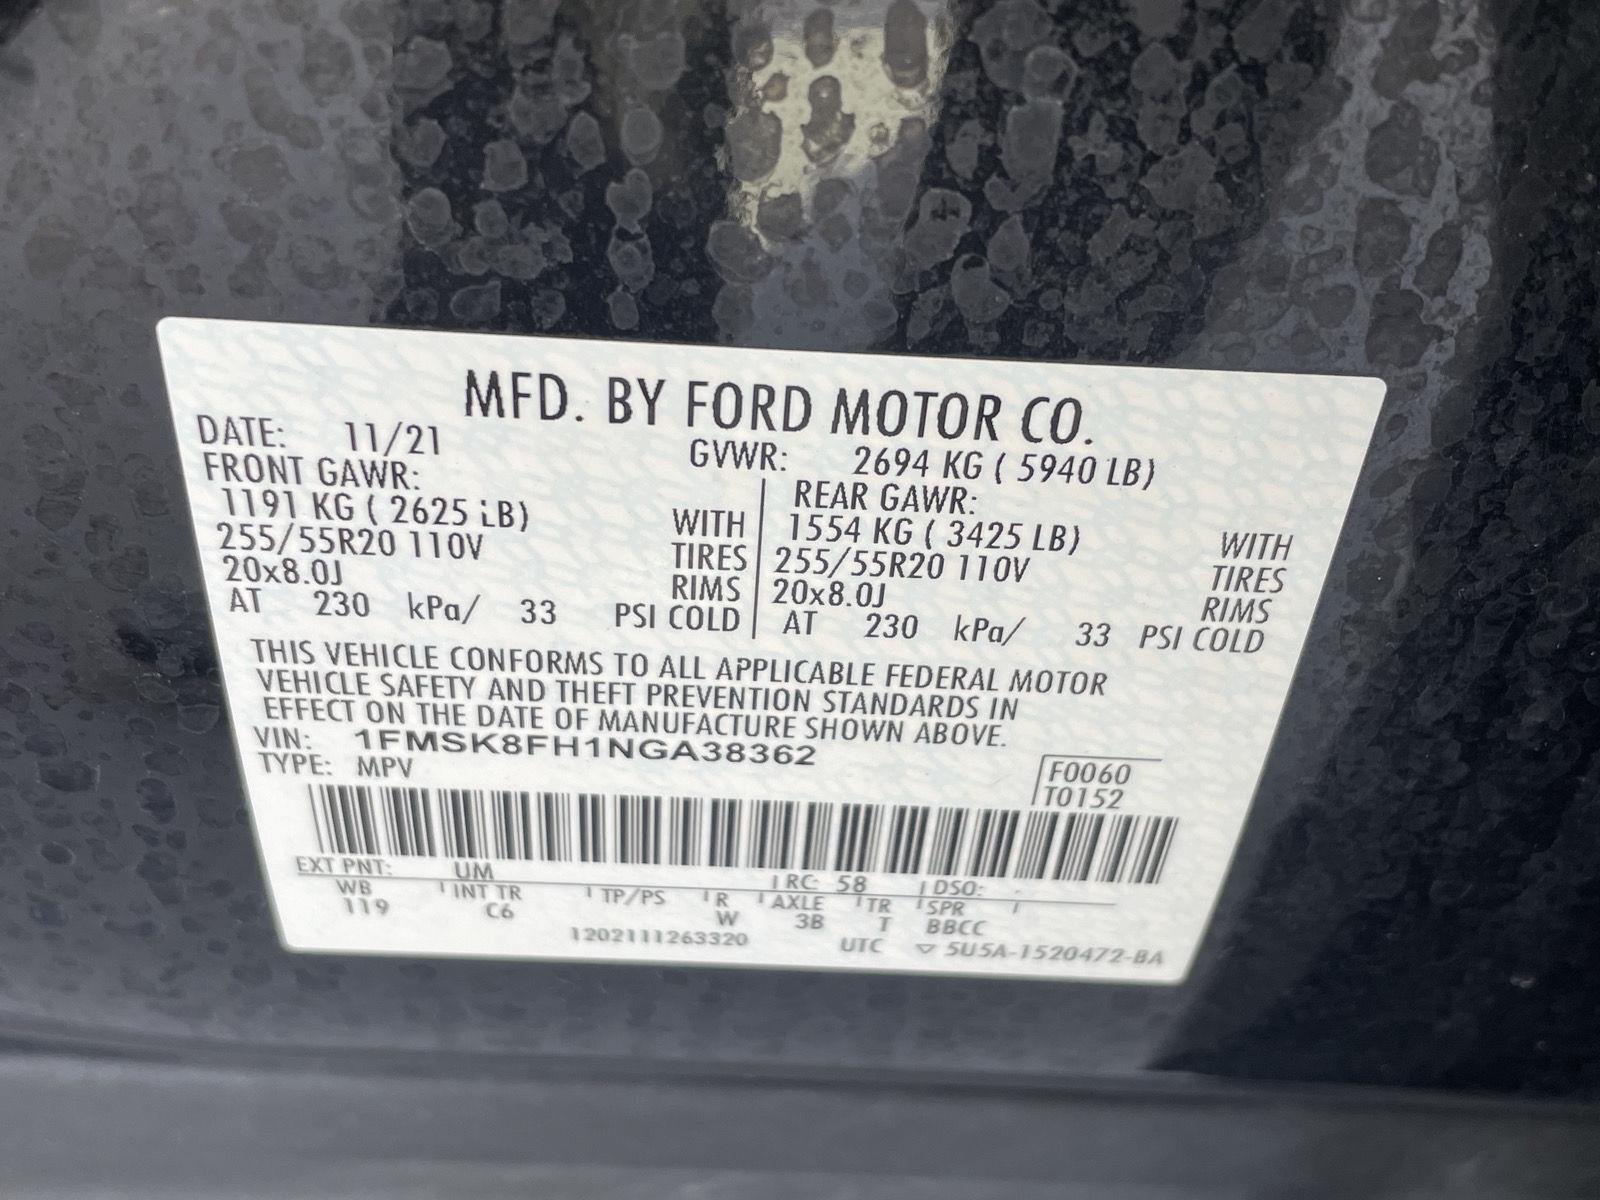 MFD. BY FORD MOTOR CO.
DATE: 11/21 GVWR: 2694 KG ( 5940 LB)
FRONT GAWR: REAR GAWR:
1191 KG ( 2625 LB) WITH 1554 KG ( 3425 LB) WITH
255/55R20 110V TIRES 255/55R20 110V TIRES
20x8.0J RIMS 20x8.0J RIMS
AT 230 kPa/ 33 PSI COLD AT 230 kPa/ 33 PSI COLD
THIS VEHICLE CONFORMS TO ALL APPLICABLE FEDERAL MOTOR
VEHICLE SAFETY AND THEFT PREVENTION STANDARDS IN
EFFECT ON THE DATE OF MANUFACTURE SHOWN ABOVE.
VIN: 1FMSK8FH1NGA38362
TYPE: MPV
F0060
T0152
EXT PNT: UM RC: 58 DSO:
WB INT TR TP/PS R AXLE TR SPR
119 C6 W 3B T BBCC
1202111263320 UTC ▽ 5U5A-1520472-BA